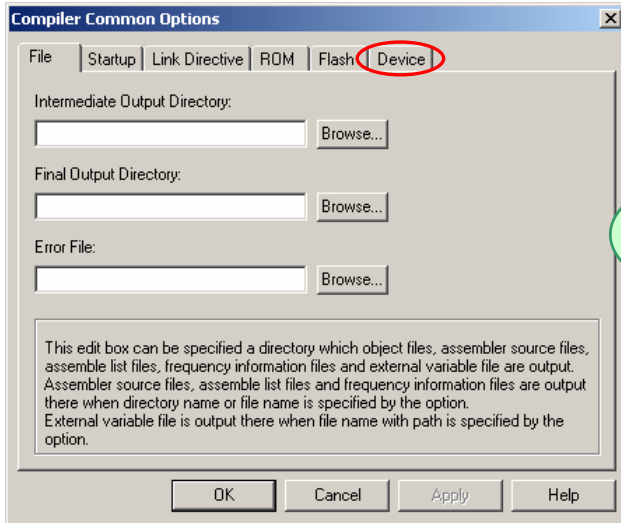 Compiler Common Options
File Startup Link Directive ROM Flash Device
Intermediate Output Directory:
Browse...
Final Output Directory:
Browse...
Error File:
Browse...
This edit box can be specified a directory which object files, assembler source files,
assemble list files, frequency information files and external variable file are output.
Assembler source files, assemble list files and frequency information files are output
there when directory name or file name is specified by the option.
External variable file is output there when file name with path is specified by the
option.
OK Cancel Apply Help